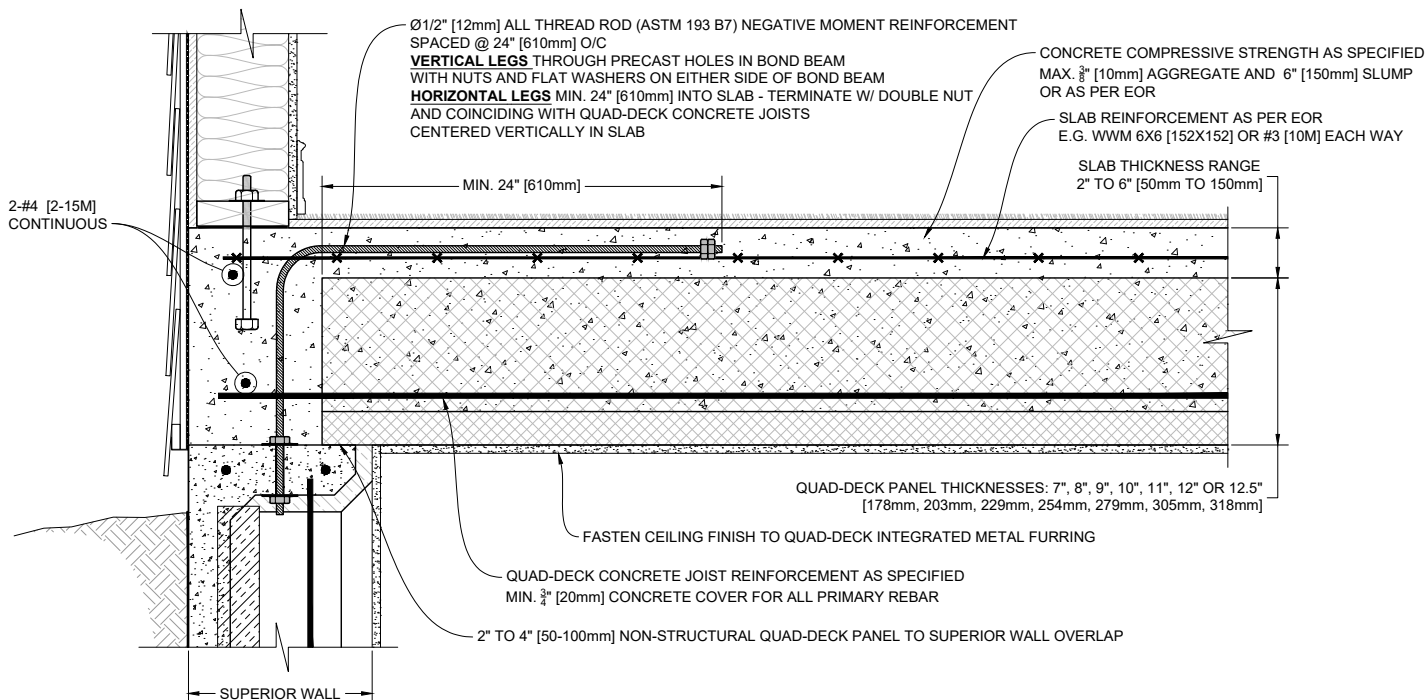 Ø1/2" [12mm] ALL THREAD ROD (ASTM 193 B7) NEGATIVE MOMENT REINFORCEMENT
SPACED @ 24" [610mm] O/C
VERTICAL LEGS THROUGH PRECAST HOLES IN BOND BEAM
WITH NUTS AND FLAT WASHERS ON EITHER SIDE OF BOND BEAM
HORIZONTAL LEGS MIN. 24" [610mm] INTO SLAB - TERMINATE W/ DOUBLE NUT
AND COINCIDING WITH QUAD-DECK CONCRETE JOISTS
CENTERED VERTICALLY IN SLAB
CONCRETE COMPRESSIVE STRENGTH AS SPECIFIED
MAX. 3/8" [10mm] AGGREGATE AND 6" [150mm] SLUMP
OR AS PER EOR
SLAB REINFORCEMENT AS PER EOR
E.G. WWM 6X6 [152X152] OR #3 [10M] EACH WAY
SLAB THICKNESS RANGE
2" TO 6" [50mm TO 150mm]
MIN. 24" [610mm]
2-#4 [2-15M]
CONTINUOUS
QUAD-DECK PANEL THICKNESSES: 7", 8", 9", 10", 11", 12" OR 12.5"
[178mm, 203mm, 229mm, 254mm, 279mm, 305mm, 318mm]
FASTEN CEILING FINISH TO QUAD-DECK INTEGRATED METAL FURRING
QUAD-DECK CONCRETE JOIST REINFORCEMENT AS SPECIFIED
MIN. 3/4" [20mm] CONCRETE COVER FOR ALL PRIMARY REBAR
2" TO 4" [50-100mm] NON-STRUCTURAL QUAD-DECK PANEL TO SUPERIOR WALL OVERLAP
SUPERIOR WALL